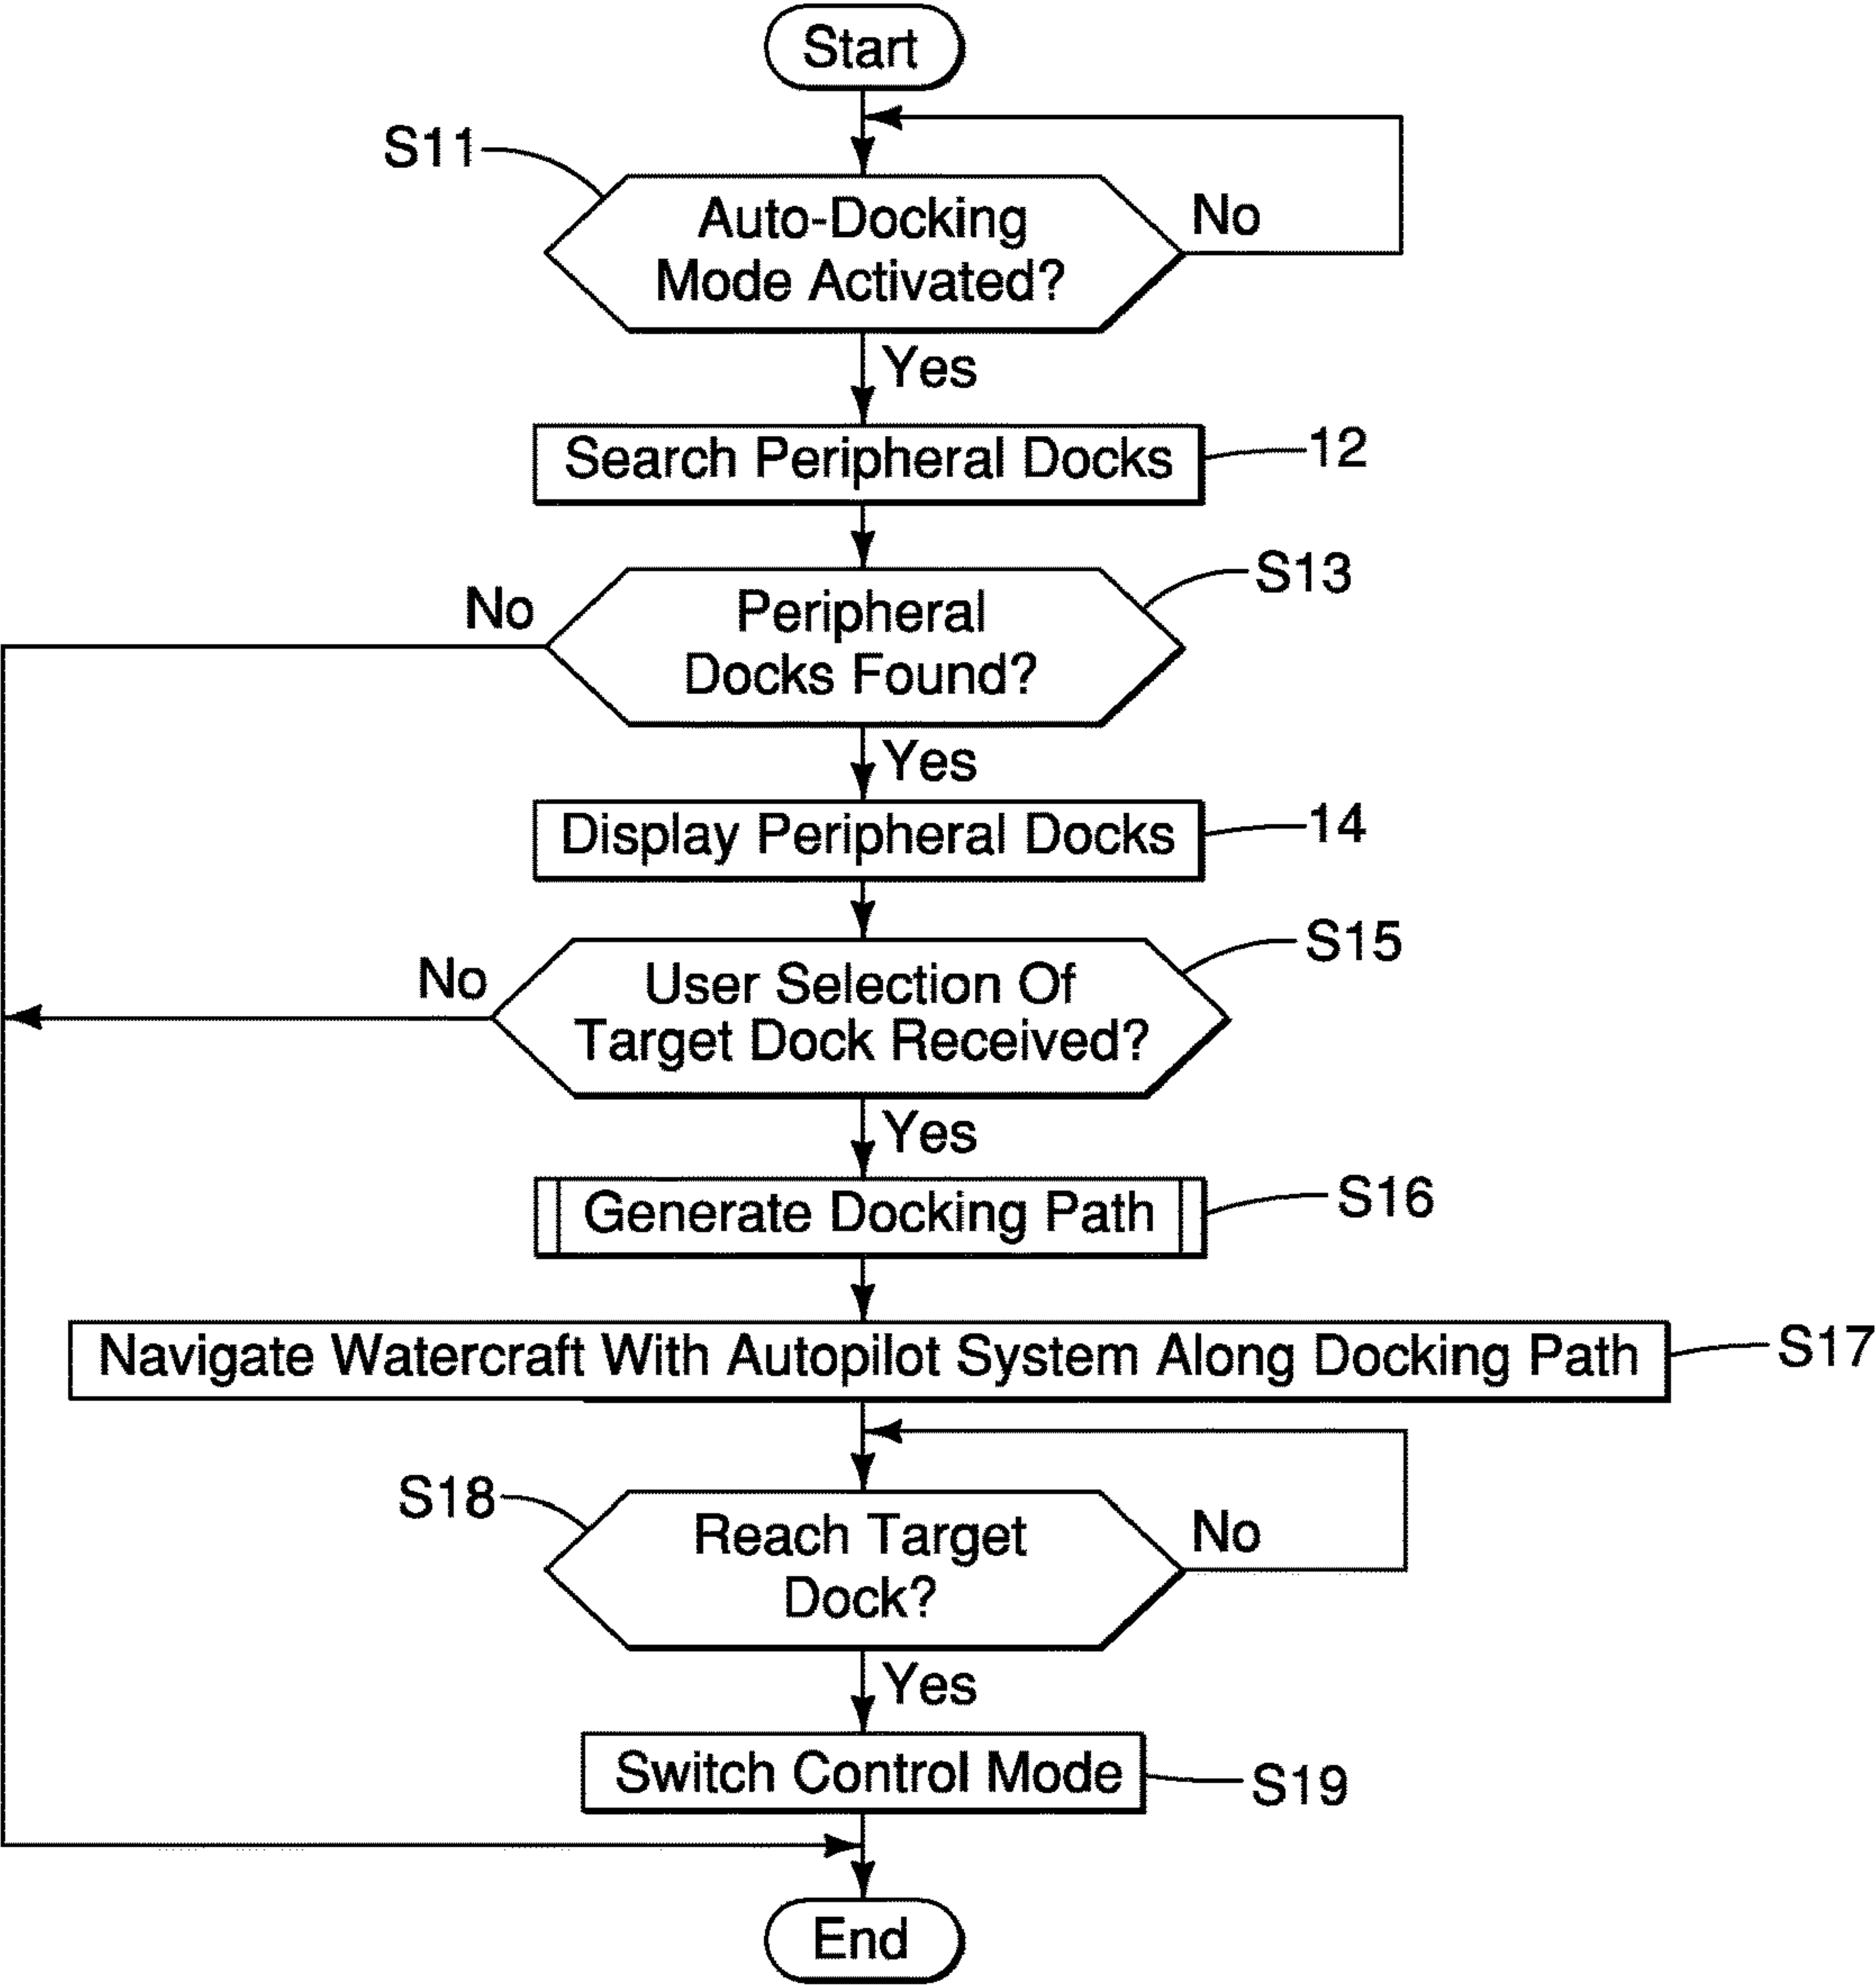 Start
S11
Auto-Docking
Mode Activated?
No
Yes
Search Peripheral Docks
12
S13
No
Peripheral
Docks Found?
Yes
Display Peripheral Docks
14
S15
No
User Selection Of
Target Dock Received?
Yes
Generate Docking Path
S16
Navigate Watercraft With Autopilot System Along Docking Path
S17
S18
Reach Target
Dock?
No
Yes
Switch Control Mode
S19
End